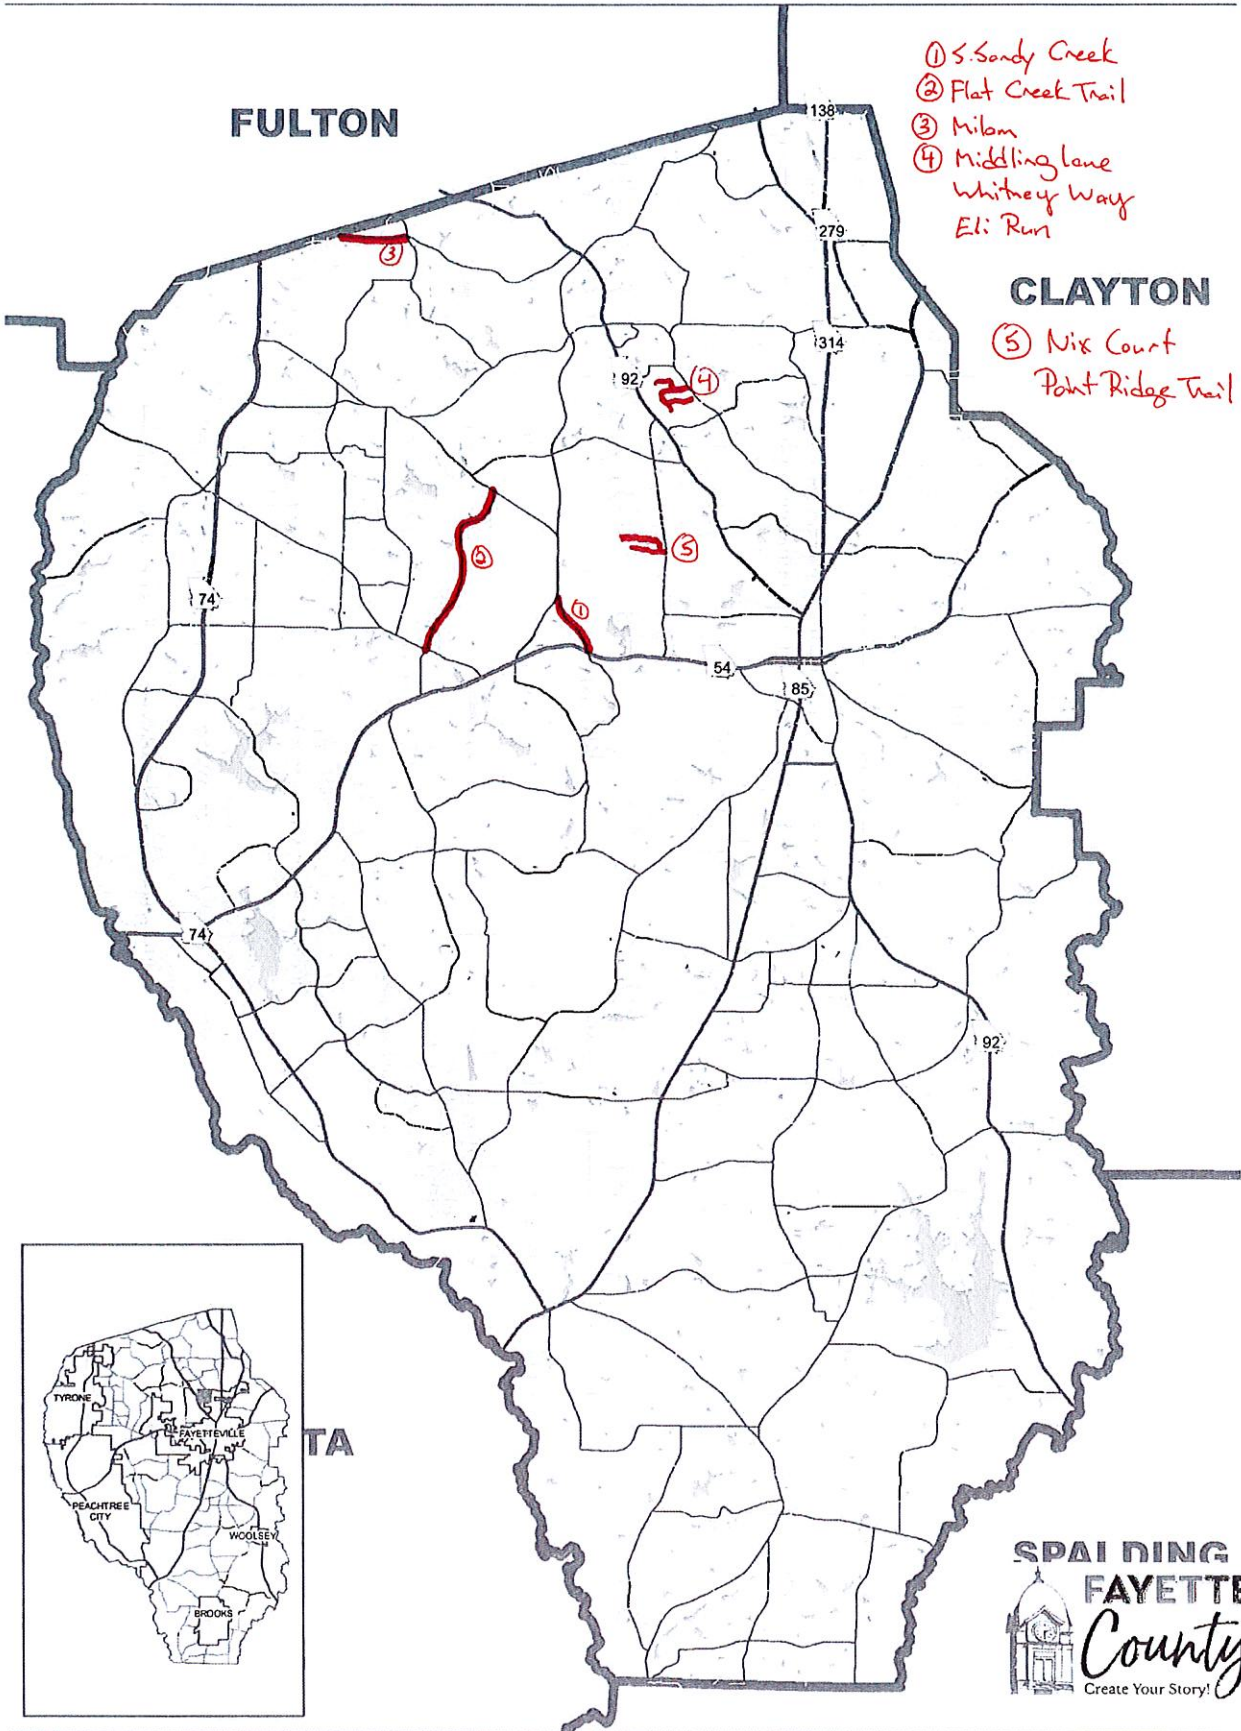 ① S. Sandy Creek
② Flat Creek Trail
③ Milam
④ Middling Lane
Whitney Way
Eli Run
FULTON
138
279
③
CLAYTON
⑤ Nix Court
Point Ridge Trail
314
92
④
②
⑤
①
74
54
85
74
92
TYRONE
FAYETTEVILLE
PEACHTREE
CITY
WOOLSEY
BROOKS
TA
SPALDING
FAYETTE
County
Create Your Story!